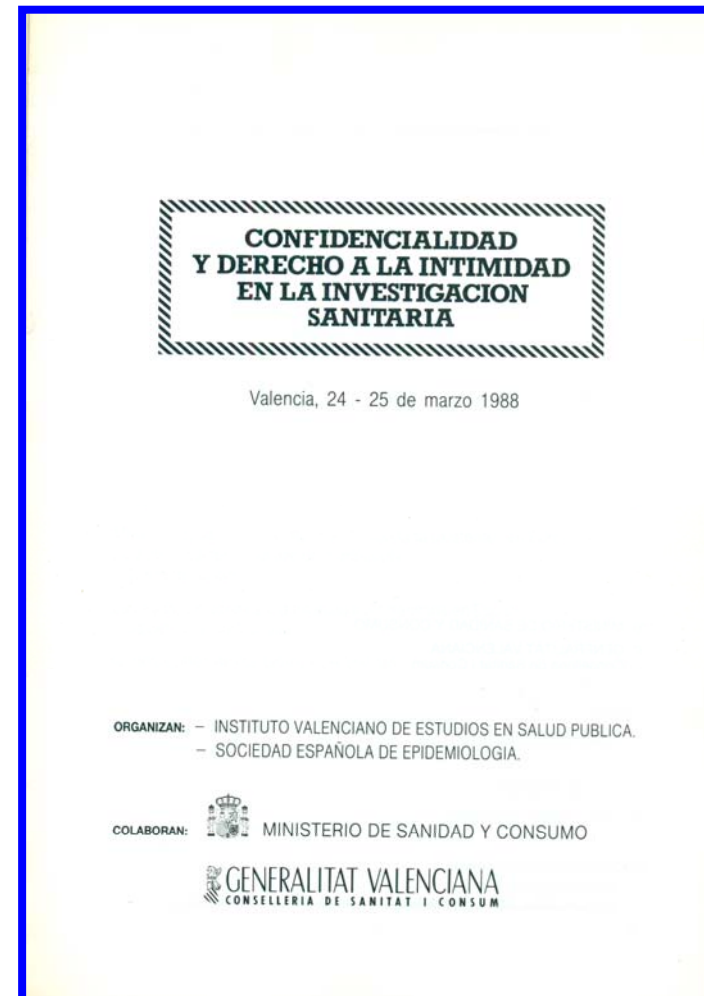 CONFIDENCIALIDAD
Y DERECHO A LA INTIMIDAD
EN LA INVESTIGACION
SANITARIA
Valencia, 24 - 25 de marzo 1988
ORGANIZAN: – INSTITUTO VALENCIANO DE ESTUDIOS EN SALUD PUBLICA.
– SOCIEDAD ESPAÑOLA DE EPIDEMIOLOGIA.
COLABORAN: MINISTERIO DE SANIDAD Y CONSUMO
GENERALITAT VALENCIANA
CONSELLERIA DE SANITAT I CONSUM